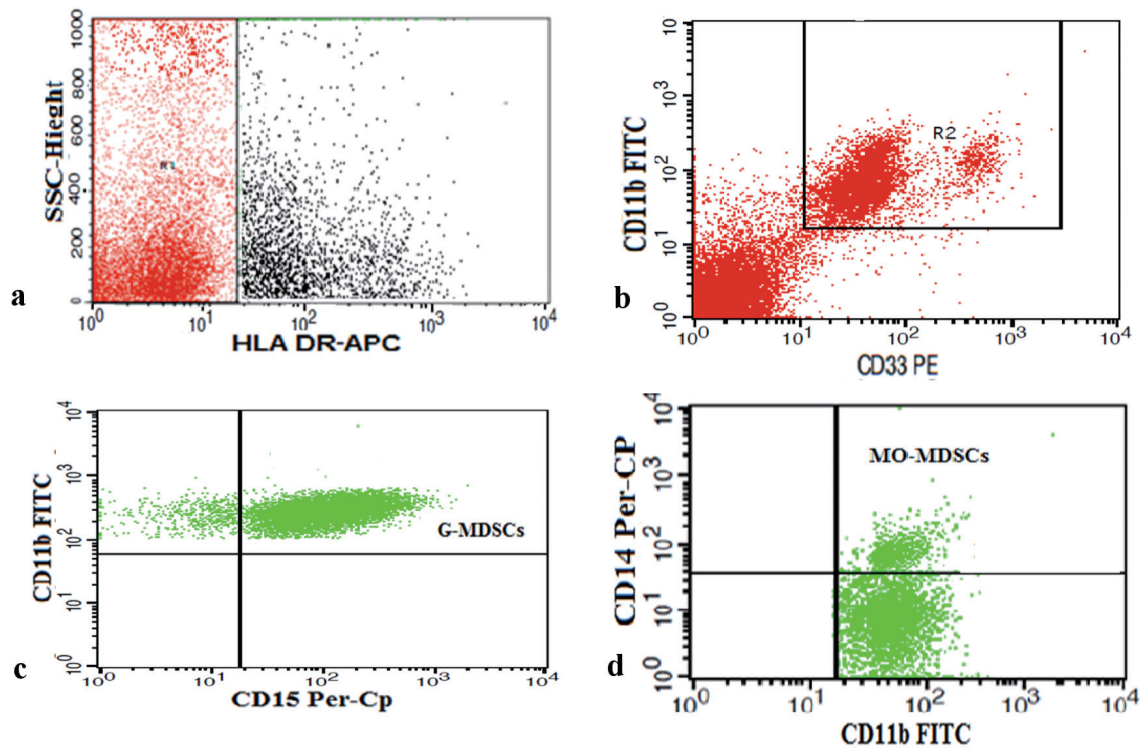 1000
800
600
400
200
0
SSC-Hieght
R1
10^0 10^1 10^2 10^3 10^4
HLA DR-APC
a
10
10^3
10^2
10^1
10^0
CD11b FITC
R2
10^0 10^1 10^2 10^3 10^4
CD33 PE
b
10^4
10^3
10^2
10^1
10^0
CD11b FITC
G-MDSCs
10^0 10^1 10^2 10^3 10^4
CD15 Per-Cp
c
10^4
10^3
10^2
10^1
10^0
CD14 Per-CP
MO-MDSCs
10^0 10^1 10^2 10^3 10^4
CD11b FITC
d